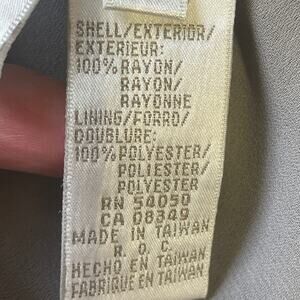 SHELL/EXTERIOR/
EXTERIEUR:
100% RAYON/
RAYON/
RAYONNE
LINING/FORRO/
DOUBLURE:
100% POLYESTER/
POLIESTER/
POLYESTER
RN 54050
CA 08349
MADE IN TAIWAN
R.O.C.
HECHO EN TAIWAN
FABRIQUE EN TAIWAN